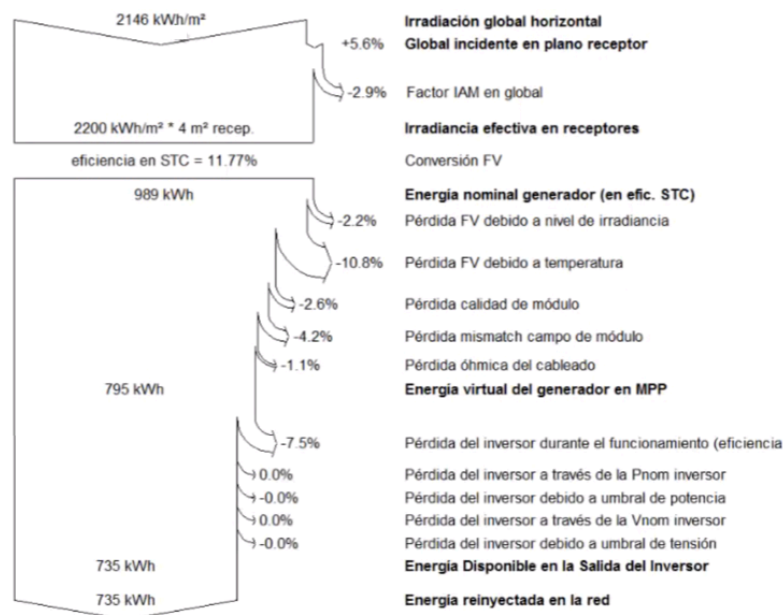 2146 kWh/m² Irradiación global horizontal
+5.6% Global incidente en plano receptor
-2.9% Factor IAM en global
2200 kWh/m² * 4 m² recep. Irradiancia efectiva en receptores
eficiencia en STC = 11.77% Conversión FV
989 kWh Energía nominal generador (en efic. STC)
-2.2% Pérdida FV debido a nivel de irradiancia
-10.8% Pérdida FV debido a temperatura
-2.6% Pérdida calidad de módulo
-4.2% Pérdida mismatch campo de módulo
-1.1% Pérdida óhmica del cableado
795 kWh Energía virtual del generador en MPP
-7.5% Pérdida del inversor durante el funcionamiento (eficiencia
0.0% Pérdida del inversor a través de la Pnom inversor
-0.0% Pérdida del inversor debido a umbral de potencia
0.0% Pérdida del inversor a través de la Vnom inversor
-0.0% Pérdida del inversor debido a umbral de tensión
735 kWh Energía Disponible en la Salida del Inversor
735 kWh Energía reinyectada en la red